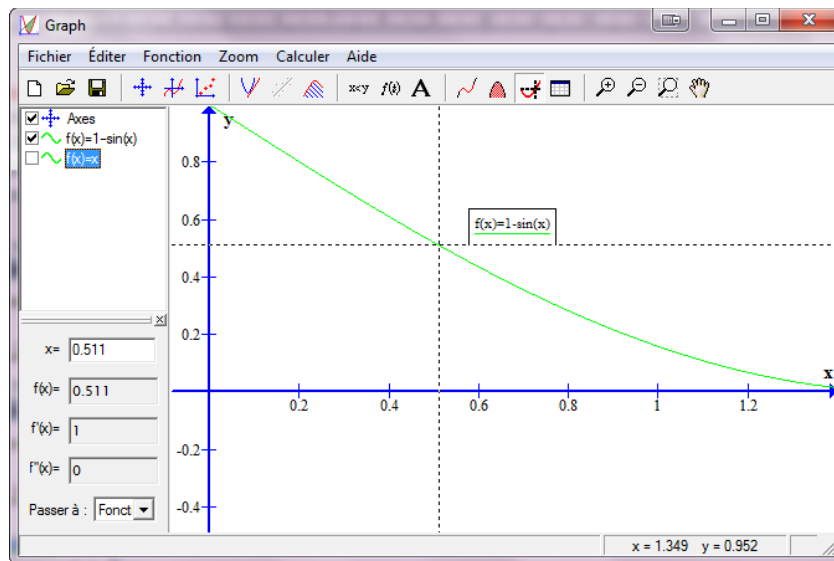 Graph
Fichier Éditer Fonction Zoom Calculer Aide
x<y f(x) A
Axes
f(x)=1-sin(x)
f(x)=x
y
0.8
0.6
f(x)=1-sin(x)
0.4
0.2
x
0.2 0.4 0.6 0.8 1 1.2
-0.2
-0.4
x= 0.511
f(x)= 0.511
f'(x)= 1
f''(x)= 0
Passer à : Fonct
x = 1.349 y = 0.952